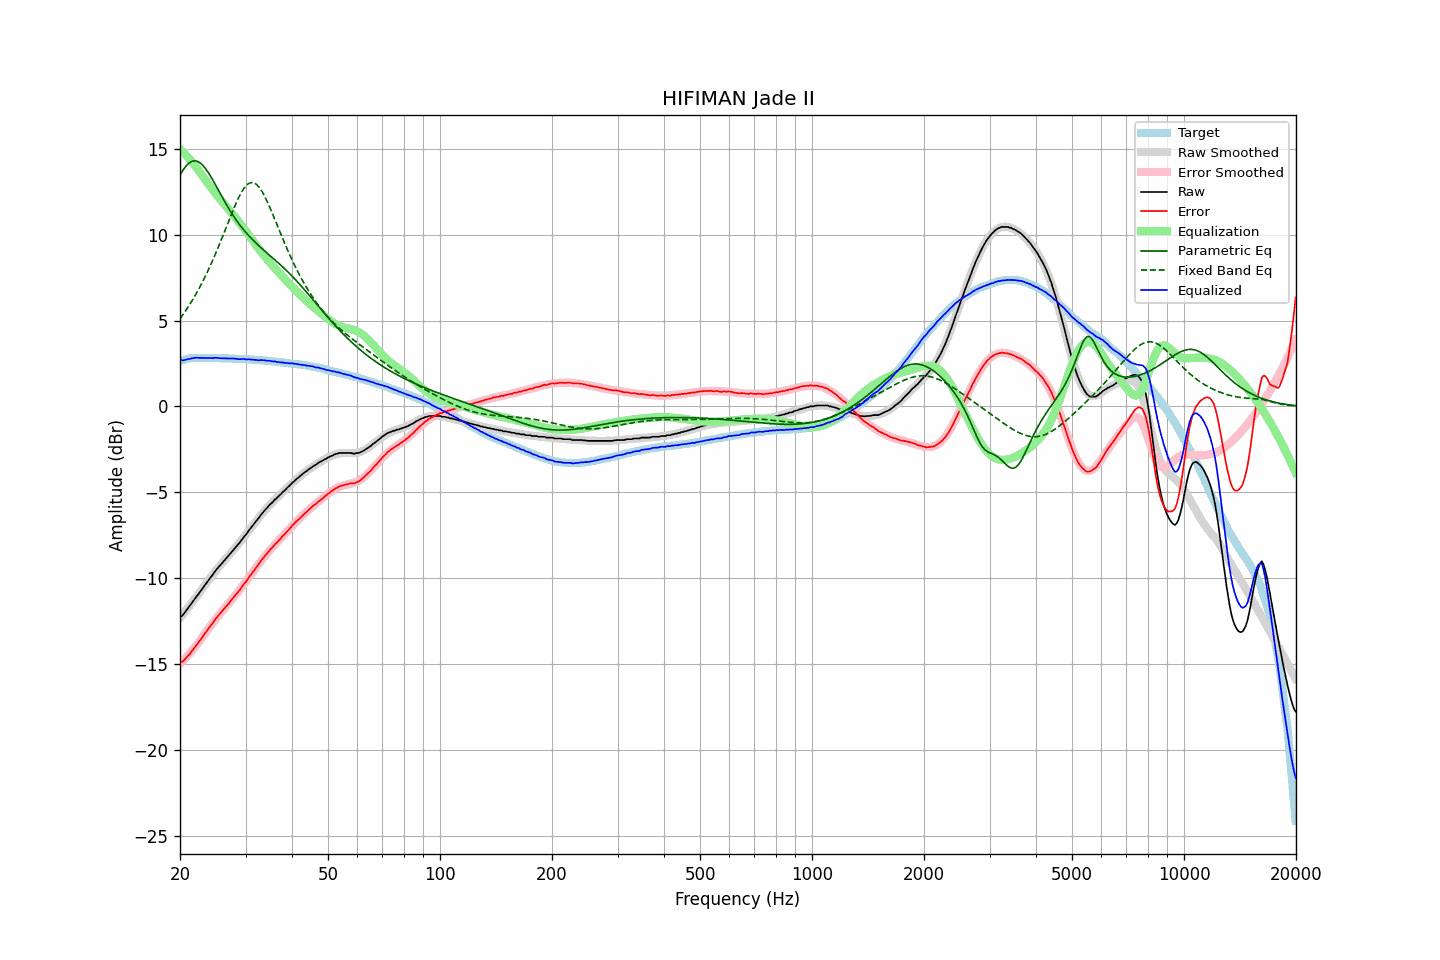 HIFIMAN Jade II
Target
Raw Smoothed
Error Smoothed
Raw
Error
Equalization
Parametric Eq
Fixed Band Eq
Equalized
Amplitude (dBr)
15
10
5
0
−5
−10
−15
−20
−25
20
50
100
200
500
1000
2000
5000
10000
20000
Frequency (Hz)